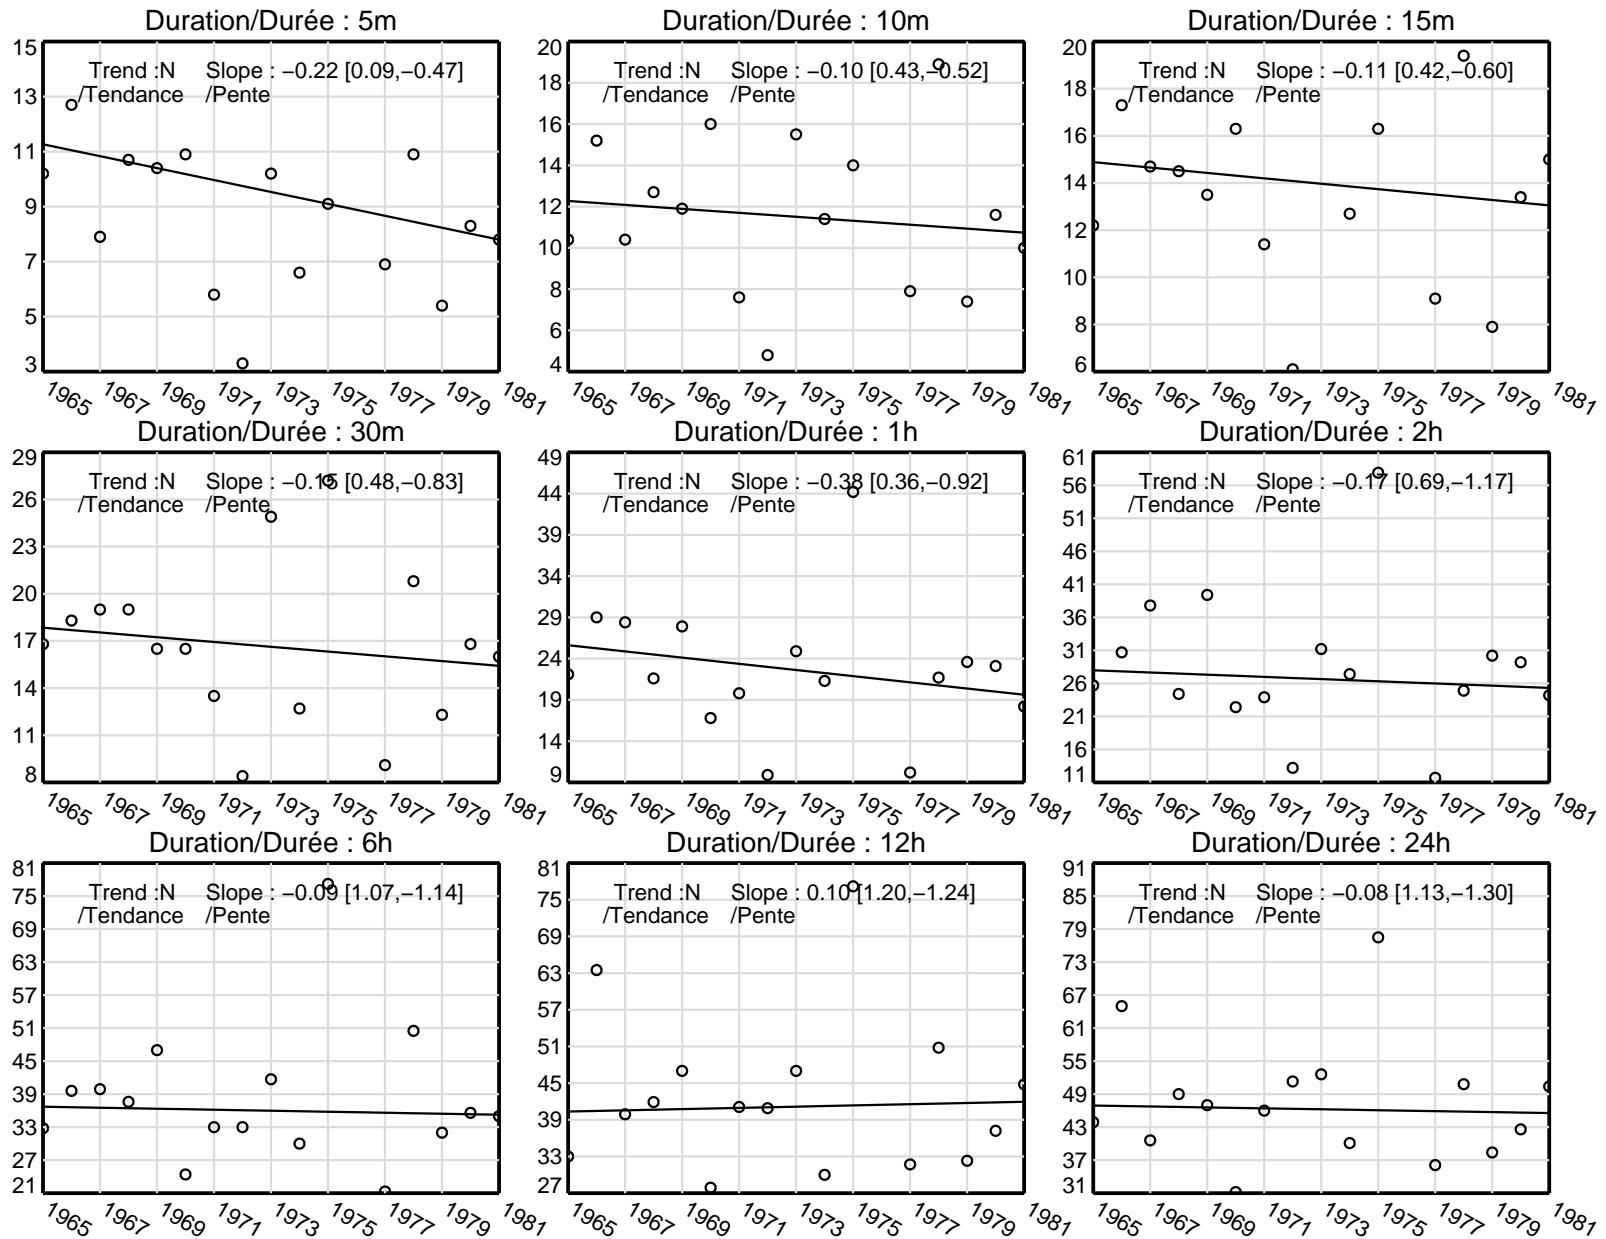 Duration/Durée : 5m
Trend :N Slope : −0.22 [0.09,−0.47]
/Tendance /Pente
15
13
11
9
7
5
3
1965 1967 1969 1971 1973 1975 1977 1979 1981
Duration/Durée : 10m
Trend :N Slope : −0.10 [0.43,−0.52]
/Tendance /Pente
20
18
16
14
12
10
8
6
4
1965 1967 1969 1971 1973 1975 1977 1979 1981
Duration/Durée : 15m
Trend :N Slope : −0.11 [0.42,−0.60]
/Tendance /Pente
20
18
16
14
12
10
8
6
1965 1967 1969 1971 1973 1975 1977 1979 1981
Duration/Durée : 30m
Trend :N Slope : −0.15 [0.48,−0.83]
/Tendance /Pente
29
26
23
20
17
14
11
8
1965 1967 1969 1971 1973 1975 1977 1979 1981
Duration/Durée : 1h
Trend :N Slope : −0.38 [0.36,−0.92]
/Tendance /Pente
49
44
39
34
29
24
19
14
9
1965 1967 1969 1971 1973 1975 1977 1979 1981
Duration/Durée : 2h
Trend :N Slope : −0.17 [0.69,−1.17]
/Tendance /Pente
61
56
51
46
41
36
31
26
21
16
11
1965 1967 1969 1971 1973 1975 1977 1979 1981
Duration/Durée : 6h
Trend :N Slope : −0.09 [1.07,−1.14]
/Tendance /Pente
81
75
69
63
57
51
45
39
33
27
21
1965 1967 1969 1971 1973 1975 1977 1979 1981
Duration/Durée : 12h
Trend :N Slope : 0.10 [1.20,−1.24]
/Tendance /Pente
81
75
69
63
57
51
45
39
33
27
1965 1967 1969 1971 1973 1975 1977 1979 1981
Duration/Durée : 24h
Trend :N Slope : −0.08 [1.13,−1.30]
/Tendance /Pente
91
85
79
73
67
61
55
49
43
37
31
1965 1967 1969 1971 1973 1975 1977 1979 1981